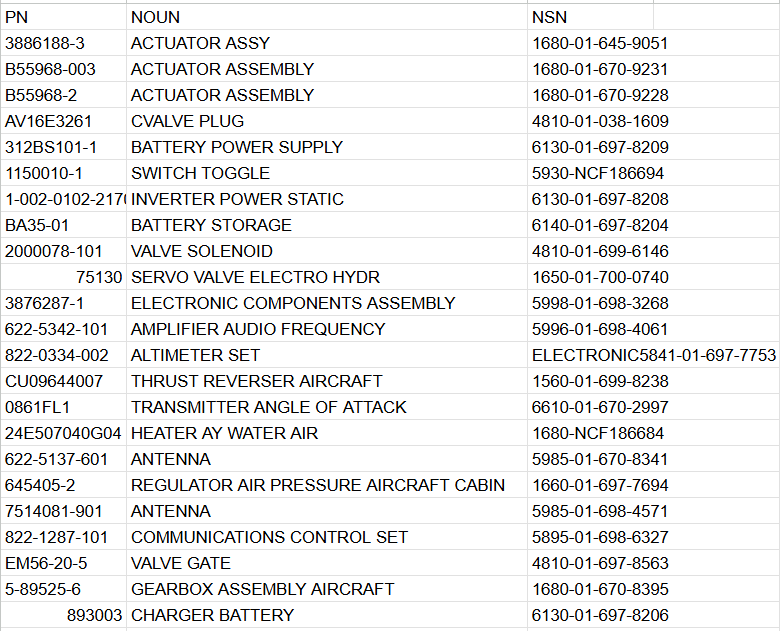 PN NOUN NSN
3886188-3 ACTUATOR ASSY 1680-01-645-9051
B55968-003 ACTUATOR ASSEMBLY 1680-01-670-9231
B55968-2 ACTUATOR ASSEMBLY 1680-01-670-9228
AV16E3261 CVALVE PLUG 4810-01-038-1609
312BS101-1 BATTERY POWER SUPPLY 6130-01-697-8209
1150010-1 SWITCH TOGGLE 5930-NCF186694
1-002-0102-2170 INVERTER POWER STATIC 6130-01-697-8208
BA35-01 BATTERY STORAGE 6140-01-697-8204
2000078-101 VALVE SOLENOID 4810-01-699-6146
75130 SERVO VALVE ELECTRO HYDR 1650-01-700-0740
3876287-1 ELECTRONIC COMPONENTS ASSEMBLY 5998-01-698-3268
622-5342-101 AMPLIFIER AUDIO FREQUENCY 5996-01-698-4061
822-0334-002 ALTIMETER SET ELECTRONIC5841-01-697-7753
CU09644007 THRUST REVERSER AIRCRAFT 1560-01-699-8238
0861FL1 TRANSMITTER ANGLE OF ATTACK 6610-01-670-2997
24E507040G04 HEATER AY WATER AIR 1680-NCF186684
622-5137-601 ANTENNA 5985-01-670-8341
645405-2 REGULATOR AIR PRESSURE AIRCRAFT CABIN 1660-01-697-7694
7514081-901 ANTENNA 5985-01-698-4571
822-1287-101 COMMUNICATIONS CONTROL SET 5895-01-698-6327
EM56-20-5 VALVE GATE 4810-01-697-8563
5-89525-6 GEARBOX ASSEMBLY AIRCRAFT 1680-01-670-8395
893003 CHARGER BATTERY 6130-01-697-8206